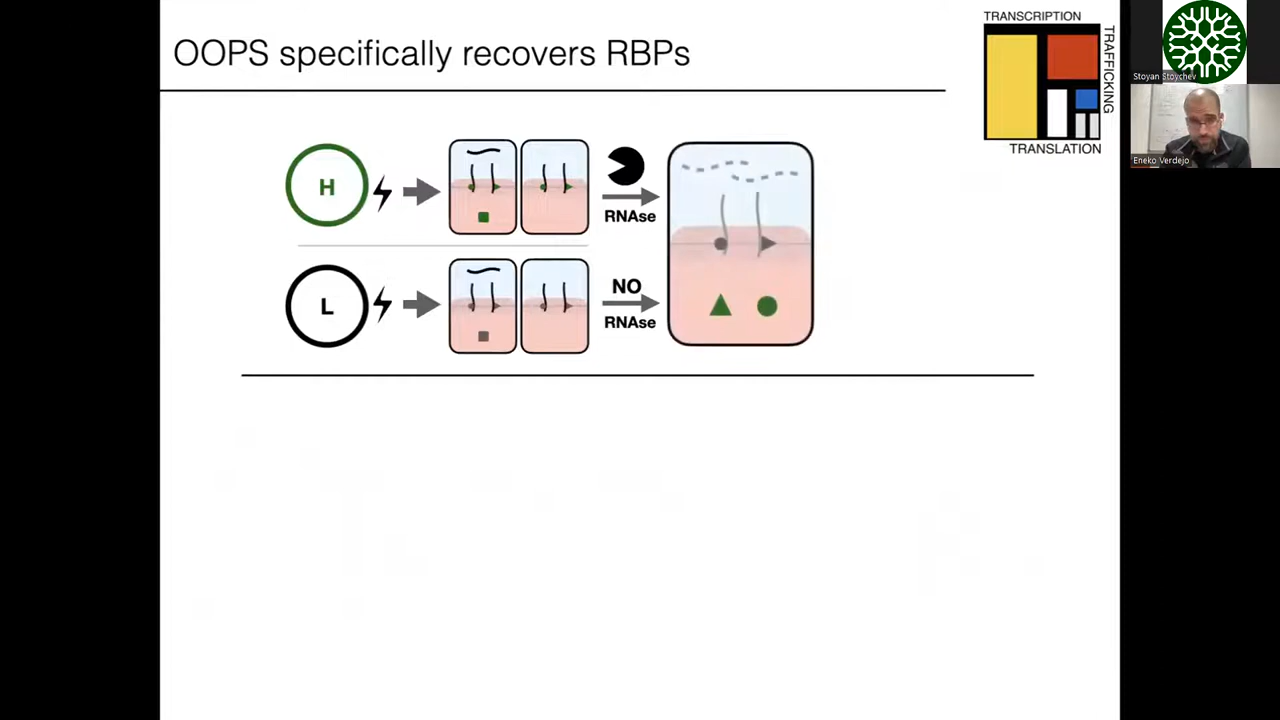 OOPS specifically recovers RBPs
TRANSCRIPTION
TRAFFICKING
TRANSLATION
Stoyan Stoychev
Eneko Verdejo
H
RNAse
L
NO
RNAse